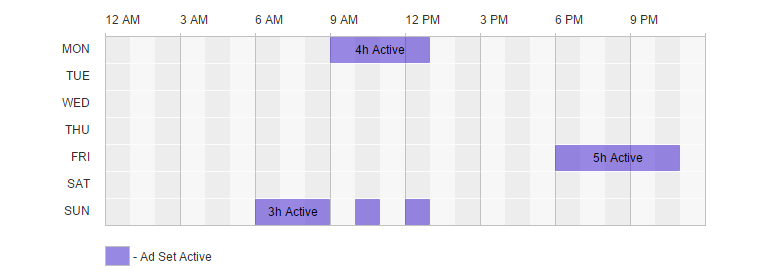 12 AM 3 AM 6 AM 9 AM 12 PM 3 PM 6 PM 9 PM
MON 4h Active
TUE
WED
THU
FRI 5h Active
SAT
SUN 3h Active
- Ad Set Active